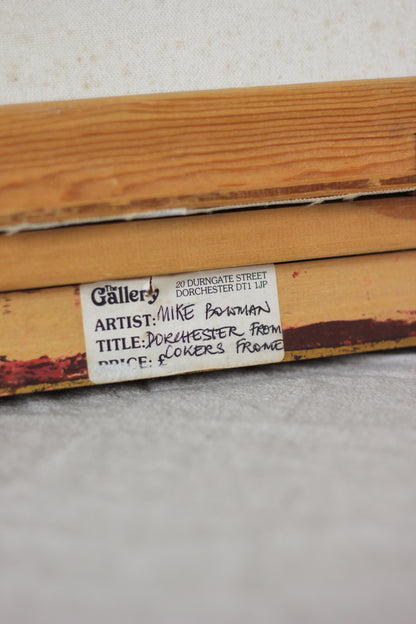 The Gallery 20 DURNGATE STREET
DORCHESTER DT1 1JP
ARTIST: MIKE BOWMAN
TITLE: DORCHESTER FROM
COKERS FROME
PRICE: £